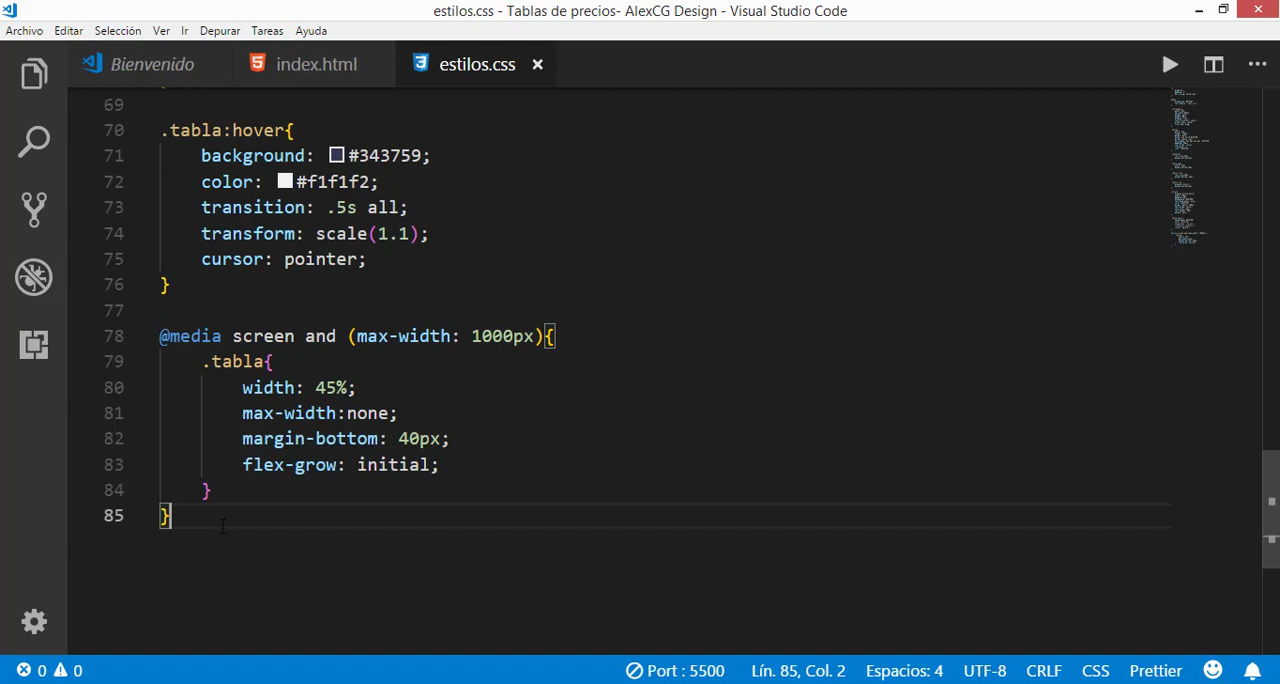 estilos.css - Tablas de precios- AlexCG Design - Visual Studio Code
Archivo Editar Selección Ver Ir Depurar Tareas Ayuda
Bienvenido index.html estilos.css
69
70 .tabla:hover{
71 background: #343759;
72 color: #f1f1f2;
73 transition: .5s all;
74 transform: scale(1.1);
75 cursor: pointer;
76 }
77
78 @media screen and (max-width: 1000px){
79 .tabla{
80 width: 45%;
81 max-width:none;
82 margin-bottom: 40px;
83 flex-grow: initial;
84 }
85 }
0 0 Port : 5500 Lín. 85, Col. 2 Espacios: 4 UTF-8 CRLF CSS Prettier